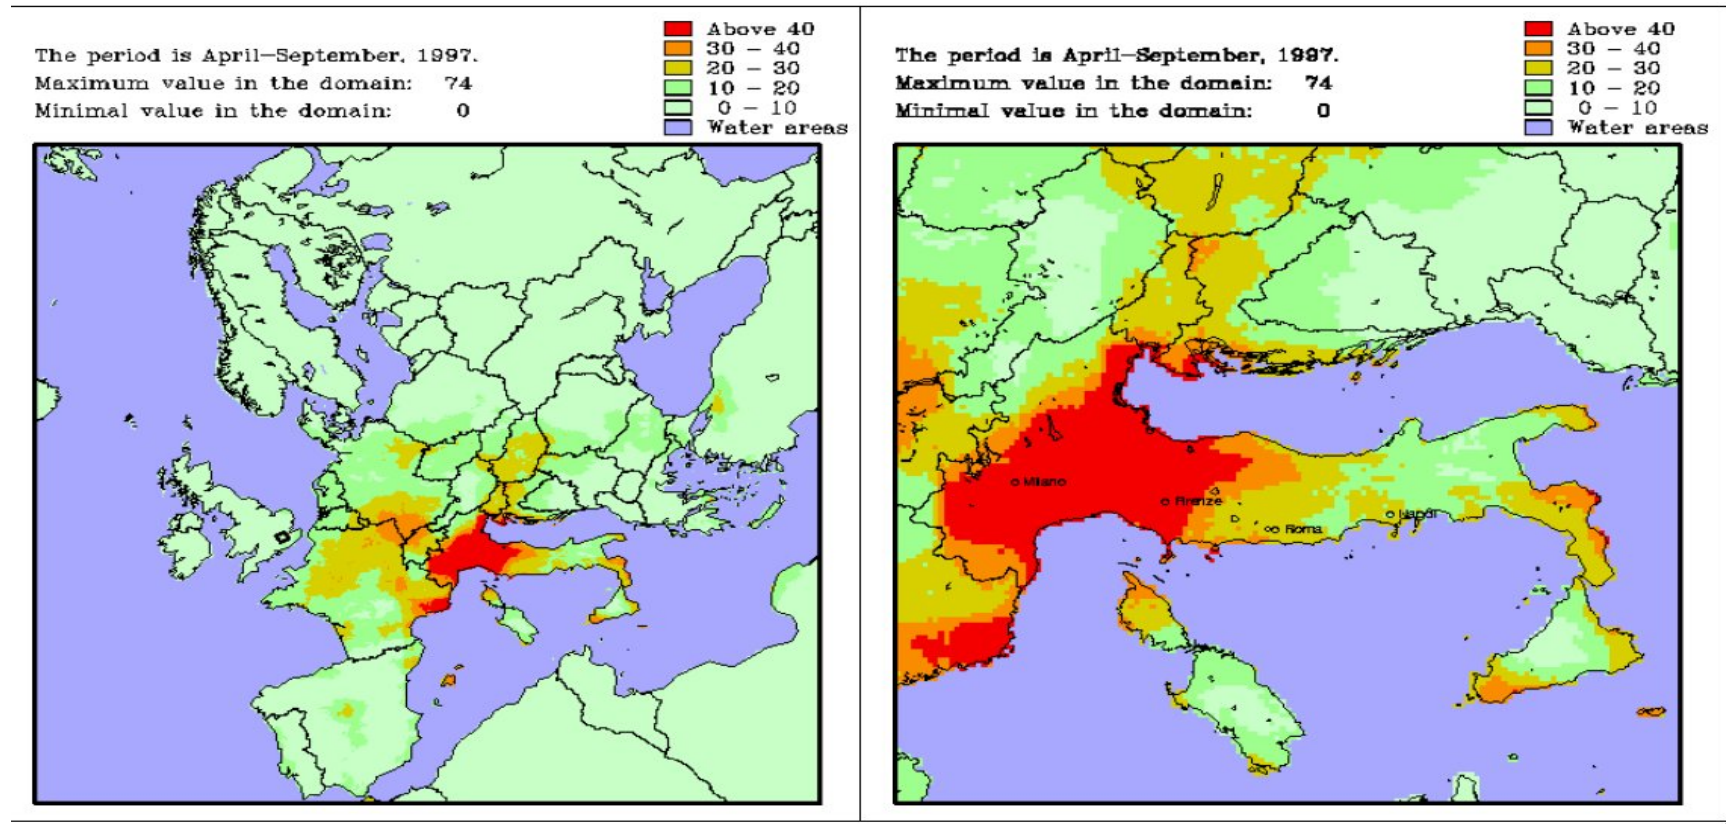 The period is April–September, 1997.
Maximum value in the domain: 74
Minimal value in the domain: 0
Above 40
30 – 40
20 – 30
10 – 20
0 – 10
Water areas
The period is April–September, 1997.
Maximum value in the domain: 74
Minimal value in the domain: 0
Above 40
30 – 40
20 – 30
10 – 20
0 – 10
Water areas
Milano
Firenze
Roma
Napoli